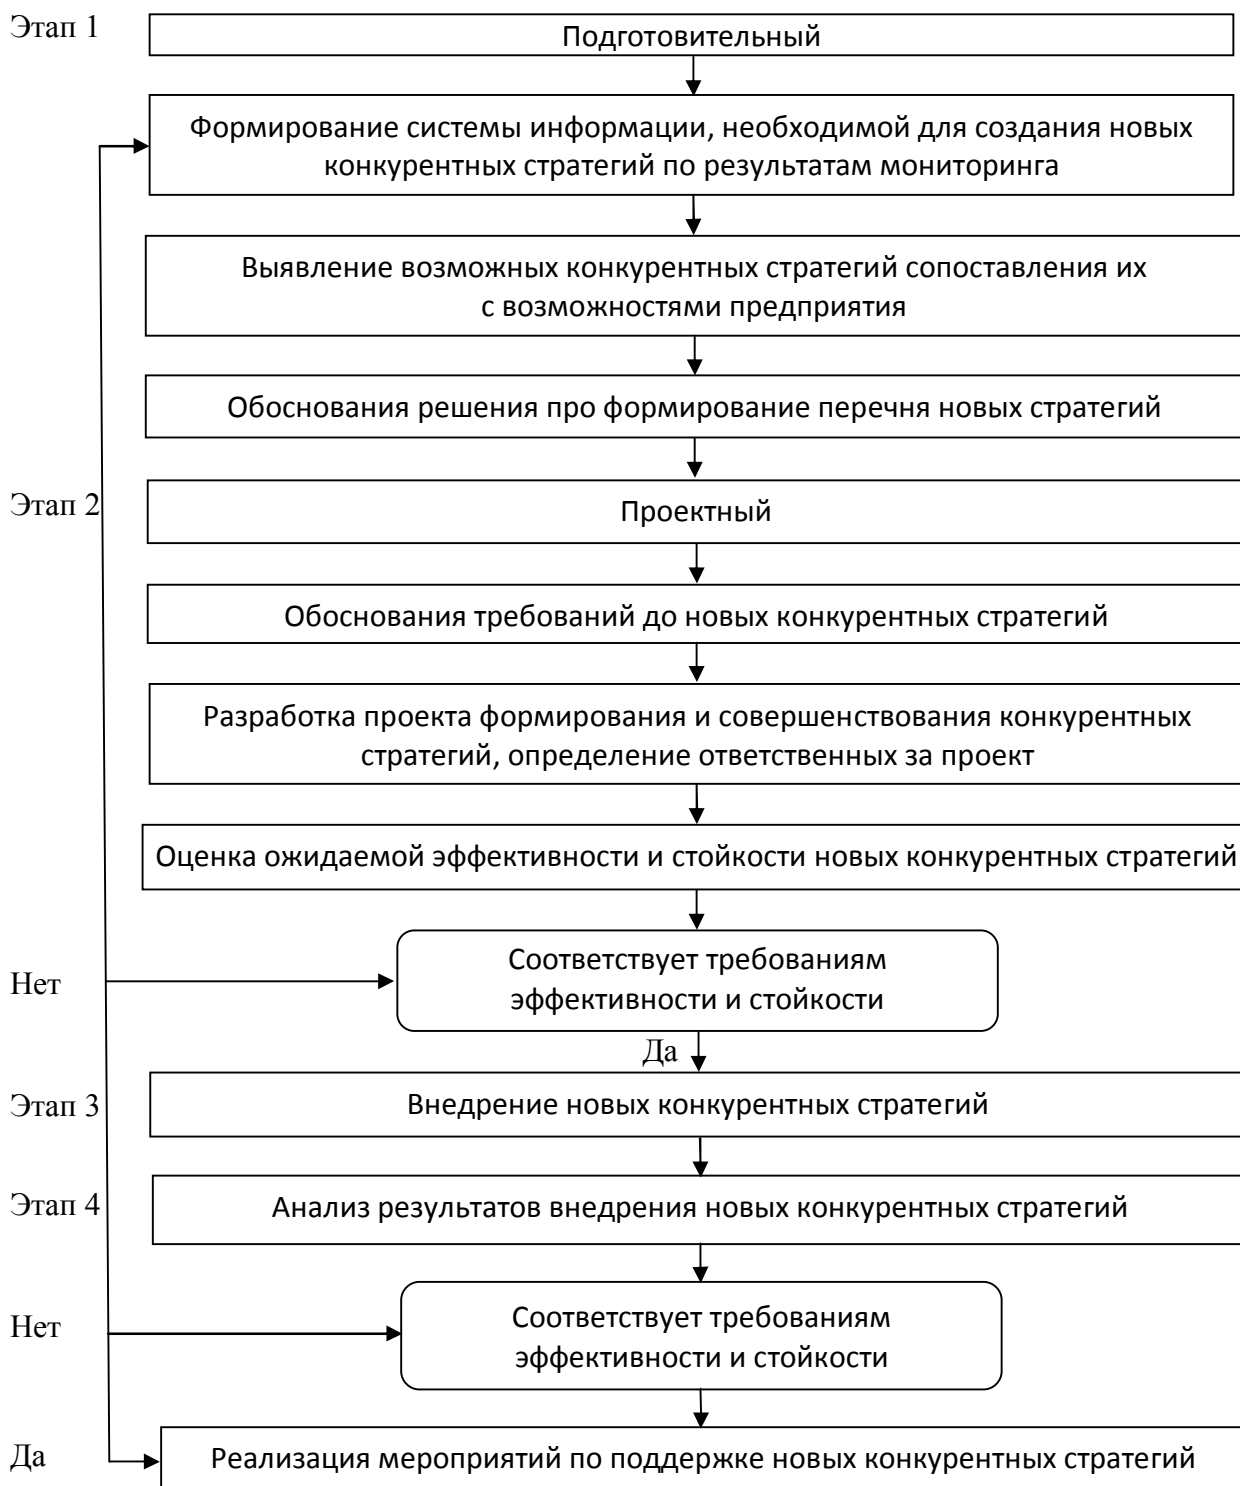 Этап 1
Подготовительный
Формирование системы информации, необходимой для создания новых
конкурентных стратегий по результатам мониторинга
Выявление возможных конкурентных стратегий сопоставления их
с возможностями предприятия
Обоснования решения про формирование перечня новых стратегий
Этап 2
Проектный
Обоснования требований до новых конкурентных стратегий
Разработка проекта формирования и совершенствования конкурентных
стратегий, определение ответственных за проект
Оценка ожидаемой эффективности и стойкости новых конкурентных стратегий
Соответствует требованиям
эффективности и стойкости
Нет
Да
Этап 3
Внедрение новых конкурентных стратегий
Этап 4
Анализ результатов внедрения новых конкурентных стратегий
Соответствует требованиям
эффективности и стойкости
Нет
Да
Реализация мероприятий по поддержке новых конкурентных стратегий